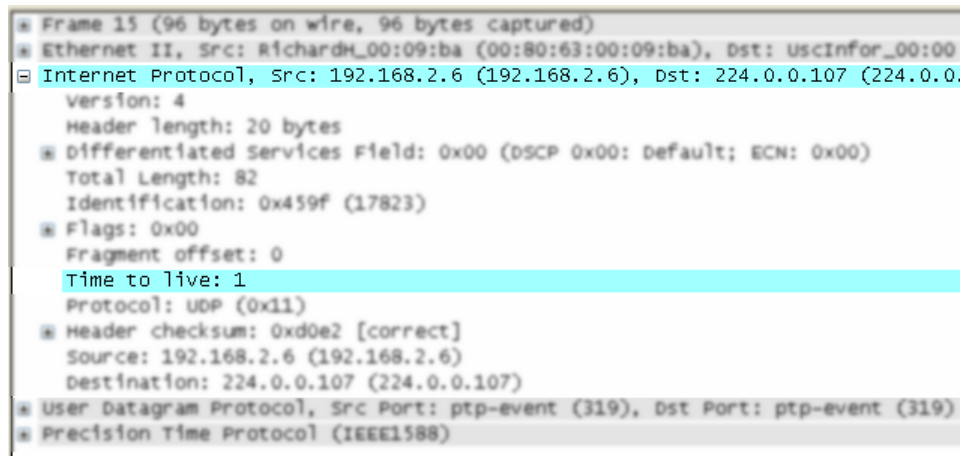 Frame 15 (96 bytes on wire, 96 bytes captured)
Ethernet II, Src: RichardH_00:09:ba (00:80:63:00:09:ba), Dst: UscInfor_00:00
Internet Protocol, Src: 192.168.2.6 (192.168.2.6), Dst: 224.0.0.107 (224.0.0.
Version: 4
Header length: 20 bytes
Differentiated Services Field: 0x00 (DSCP 0x00: Default; ECN: 0x00)
Total Length: 82
Identification: 0x459f (17823)
Flags: 0x00
Fragment offset: 0
Time to live: 1
Protocol: UDP (0x11)
Header checksum: 0xd0e2 [correct]
Source: 192.168.2.6 (192.168.2.6)
Destination: 224.0.0.107 (224.0.0.107)
User Datagram Protocol, Src Port: ptp-event (319), Dst Port: ptp-event (319)
Precision Time Protocol (IEEE1588)